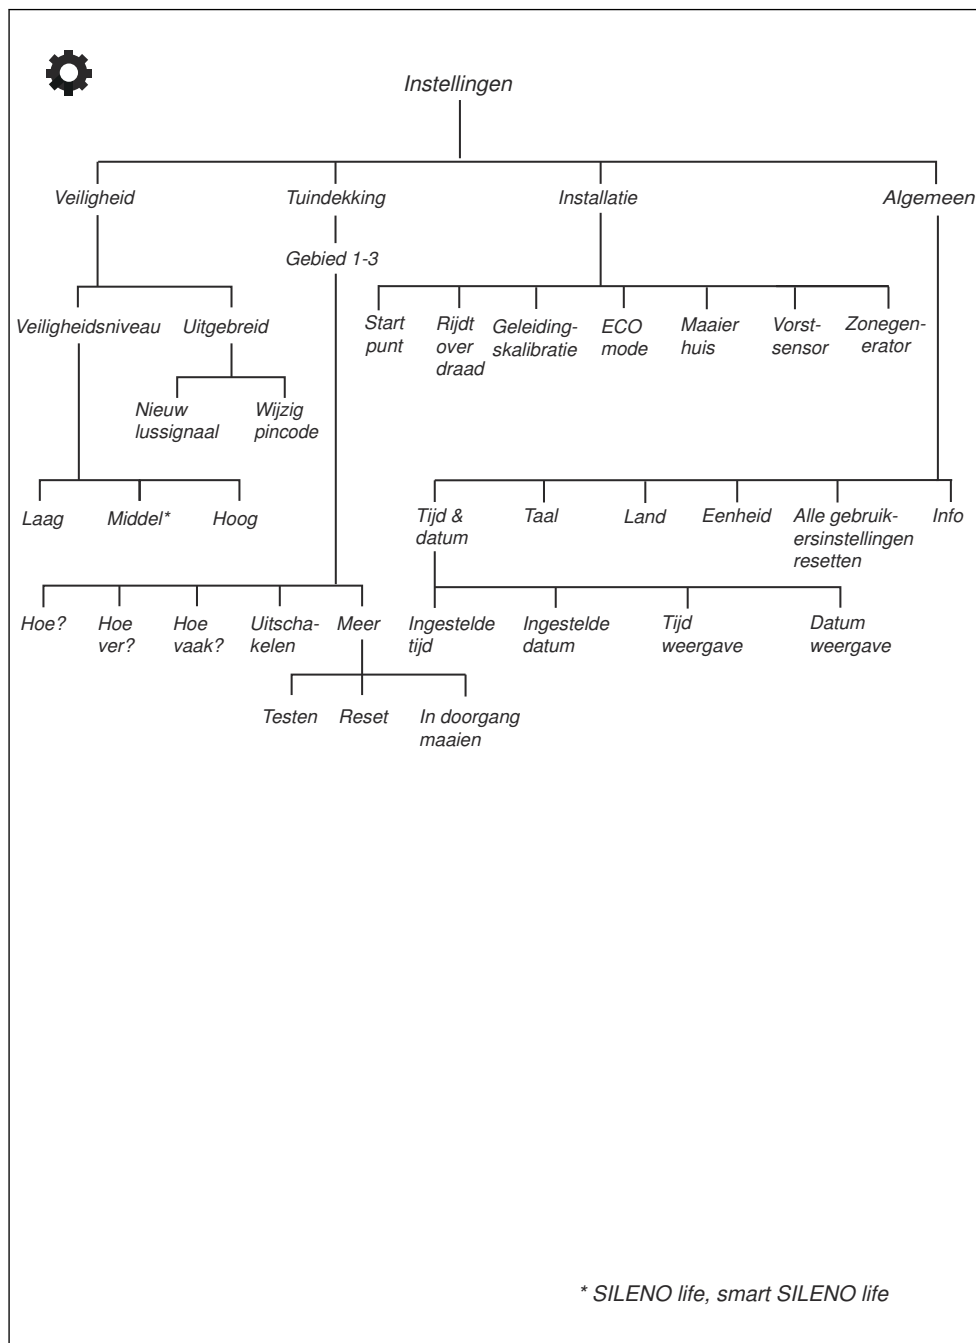 Instellingen
Veiligheid
Tuindekking
Installatie
Algemeen
Gebied 1-3
Veiligheidsniveau
Uitgebreid
Start
punt
Rijdt
over
draad
Geleiding-
skalibratie
ECO
mode
Maaier
huis
Vorst-
sensor
Zonegen-
erator
Nieuw
lussignaal
Wijzig
pincode
Laag
Middel*
Hoog
Tijd &
datum
Taal
Land
Eenheid
Alle gebruik-
ersinstellingen
resetten
Info
Hoe?
Hoe
ver?
Hoe
vaak?
Uitscha-
kelen
Meer
Ingestelde
tijd
Ingestelde
datum
Tijd
weergave
Datum
weergave
Testen
Reset
In doorgang
maaien
* SILENO life, smart SILENO life